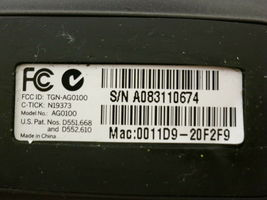 FC
FCC ID: TGN-AG0100
C-TICK: N19373
Model No.: AG0100
U.S. Pat. Nos. D551,668
and D552,610
Made in China
S/N A083110674
Mac:0011D9-20F2F9